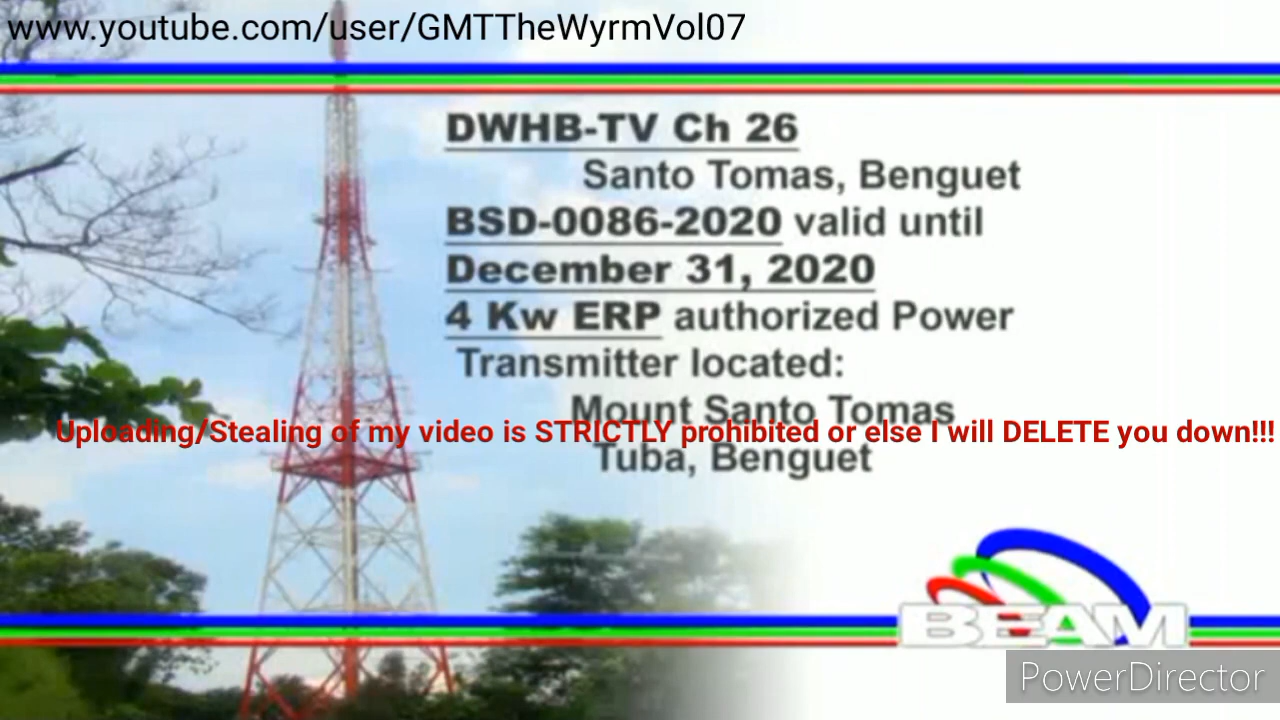 www.youtube.com/user/GMTTheWyrmVol07
DWHB-TV Ch 26
Santo Tomas, Benguet
BSD-0086-2020 valid until
December 31, 2020
4 Kw ERP authorized Power
Transmitter located:
Mount Santo Tomas
Uploading/Stealing of my video is STRICTLY prohibited or else I will DELETE you down!!!
Tuba, Benguet
BEAM
PowerDirector